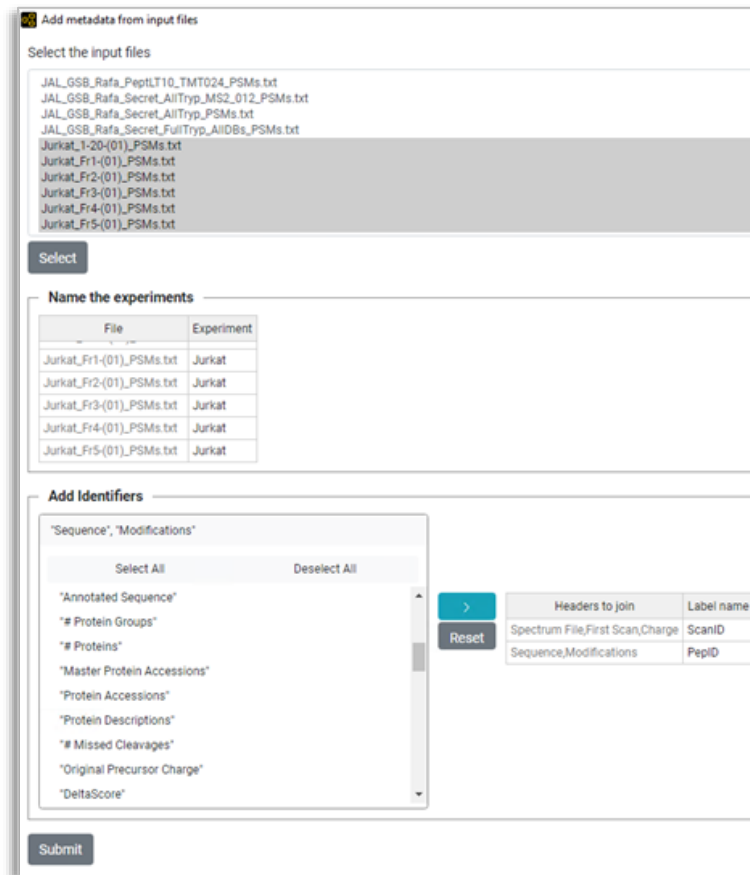 Add metadata from input files
Select the input files
JAL_GSB_Rafa_PeptLT10_TMT024_PSMs.txt
JAL_GSB_Rafa_Secret_AllTryp_MS2_012_PSMs.txt
JAL_GSB_Rafa_Secret_AllTryp_PSMs.txt
JAL_GSB_Rafa_Secret_FullTryp_AllDBs_PSMs.txt
Jurkat_1-20-(01)_PSMs.txt
Jurkat_Fr1-(01)_PSMs.txt
Jurkat_Fr2-(01)_PSMs.txt
Jurkat_Fr3-(01)_PSMs.txt
Jurkat_Fr4-(01)_PSMs.txt
Jurkat_Fr5-(01)_PSMs.txt
Select
Name the experiments
File Experiment
Jurkat_Fr1-(01)_PSMs.txt Jurkat
Jurkat_Fr2-(01)_PSMs.txt Jurkat
Jurkat_Fr3-(01)_PSMs.txt Jurkat
Jurkat_Fr4-(01)_PSMs.txt Jurkat
Jurkat_Fr5-(01)_PSMs.txt Jurkat
Add Identifiers
"Sequence", "Modifications"
Select All Deselect All
"Annotated Sequence"
"# Protein Groups"
"# Proteins"
"Master Protein Accessions"
"Protein Accessions"
"Protein Descriptions"
"# Missed Cleavages"
"Original Precursor Charge"
"DeltaScore"
>
Reset
Headers to join Label name
Spectrum File,First Scan,Charge ScanID
Sequence,Modifications PepID
Submit